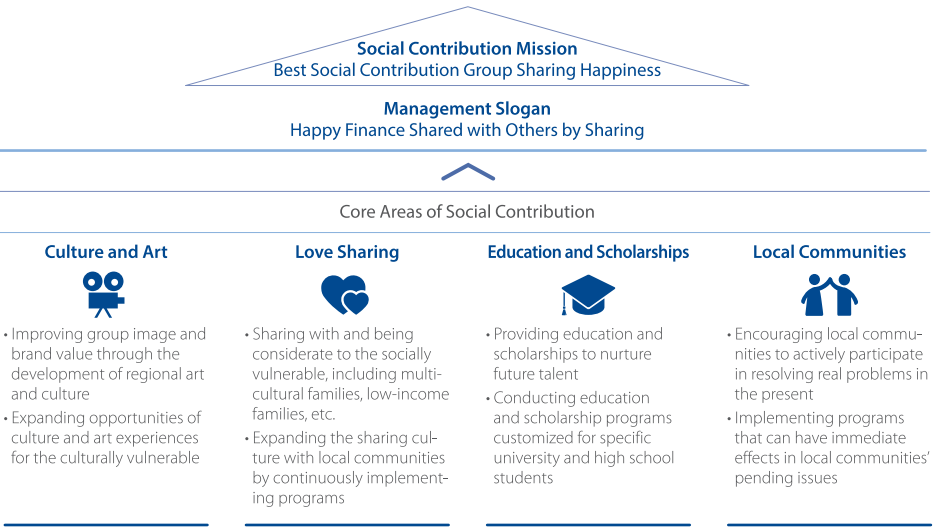 Social Contribution Mission
Best Social Contribution Group Sharing Happiness
Management Slogan
Happy Finance Shared with Others by Sharing
Core Areas of Social Contribution
Culture and Art
• Improving group image and
brand value through the
development of regional art
and culture
• Expanding opportunities of
culture and art experiences
for the culturally vulnerable
Love Sharing
• Sharing with and being
considerate to the socially
vulnerable, including multi-
cultural families, low-income
families, etc.
• Expanding the sharing cul-
ture with local communities
by continuously implement-
ing programs
Education and Scholarships
• Providing education and
scholarships to nurture
future talent
• Conducting education
and scholarship programs
customized for specific
university and high school
students
Local Communities
• Encouraging local commu-
nities to actively participate
in resolving real problems in
the present
• Implementing programs
that can have immediate
effects in local communities’
pending issues